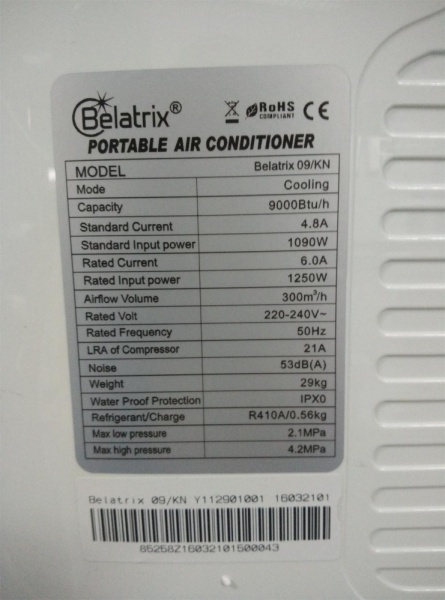 Belatrix®
RoHS
COMPLIANT
CE
PORTABLE AIR CONDITIONER
MODEL Belatrix 09/KN
Mode Cooling
Capacity 9000Btu/h
Standard Current 4.8A
Standard Input power 1090W
Rated Current 6.0A
Rated Input power 1250W
Airflow Volume 300m³/h
Rated Volt 220-240V~
Rated Frequency 50Hz
LRA of Compressor 21A
Noise 53dB(A)
Weight 29kg
Water Proof Protection IPX0
Refrigerant/Charge R410A/0.56kg
Max low pressure 2.1MPa
Max high pressure 4.2MPa
Belatrix 09/KN Y112901001 16032101
85258Z16032101500043